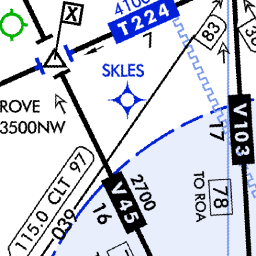 X
4100
T224
7
83
SKLES
ROVE
3500NW
V103
17
115.0 CLT 97
039
2700
V45
16
78
TO ROA